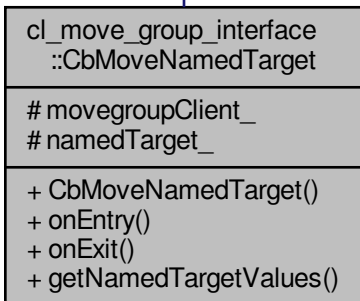 cl_move_group_interface
::CbMoveNamedTarget
# movegroupClient_
# namedTarget_
+ CbMoveNamedTarget()
+ onEntry()
+ onExit()
+ getNamedTargetValues()